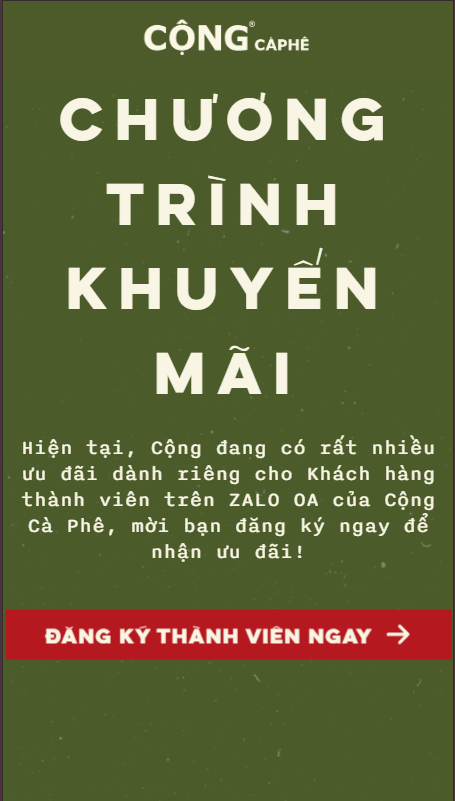 CỘNG® CÀPHÊ
CHƯƠNG
TRÌNH
KHUYẾN
MÃI
Hiện tại, Cộng đang có rất nhiều
ưu đãi dành riêng cho Khách hàng
thành viên trên ZALO OA của Cộng
Cà Phê, mời bạn đăng ký ngay để
nhận ưu đãi!
ĐĂNG KÝ THÀNH VIÊN NGAY →